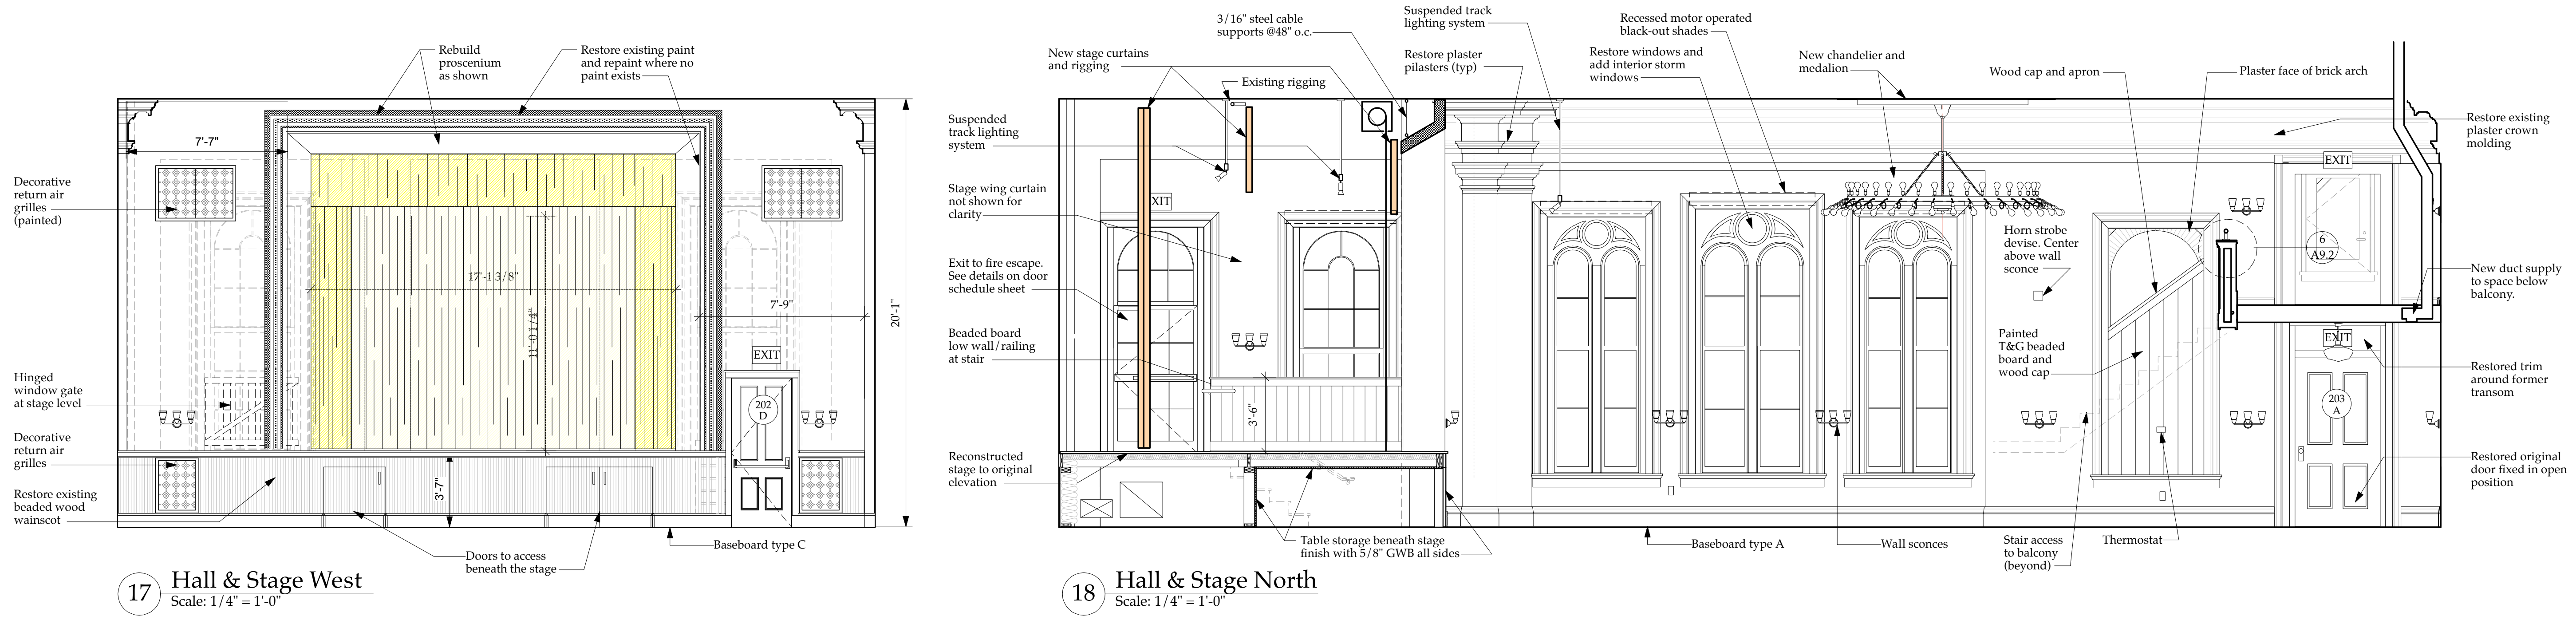 Rebuild
proscenium
as shown
Restore existing paint
and repaint where no
paint exists
7'-7"
Decorative
return air
grilles
(painted)
17'-1 3/8"
11'-0 1/4"
7'-9"
20'-1"
EXIT
202
D
Hinged
window gate
at stage level
Decorative
return air
grilles
Restore existing
beaded wood
wainscot
3'-7"
Doors to access
beneath the stage
Baseboard type C
17
Hall & Stage West
Scale: 1/4" = 1'-0"
3/16" steel cable
supports @48" o.c.
Suspended track
lighting system
Recessed motor operated
black-out shades
New stage curtains
and rigging
Existing rigging
Restore plaster
pilasters (typ)
Restore windows and
add interior storm
windows
New chandelier and
medalion
Wood cap and apron
Plaster face of brick arch
Suspended
track lighting
system
Restore existing
plaster crown
molding
EXIT
Stage wing curtain
not shown for
clarity
XIT
Horn strobe
devise. Center
above wall
sconce
6
A9.2
Exit to fire escape.
See details on door
schedule sheet
New duct supply
to space below
balcony.
Beaded board
low wall/railing
at stair
Painted
T&G beaded
board and
wood cap
EXIT
Restored trim
around former
transom
3'-6"
203
A
Reconstructed
stage to original
elevation
Restored original
door fixed in open
position
Table storage beneath stage
finish with 5/8" GWB all sides
Baseboard type A
Wall sconces
Stair access
to balcony
(beyond)
Thermostat
18
Hall & Stage North
Scale: 1/4" = 1'-0"